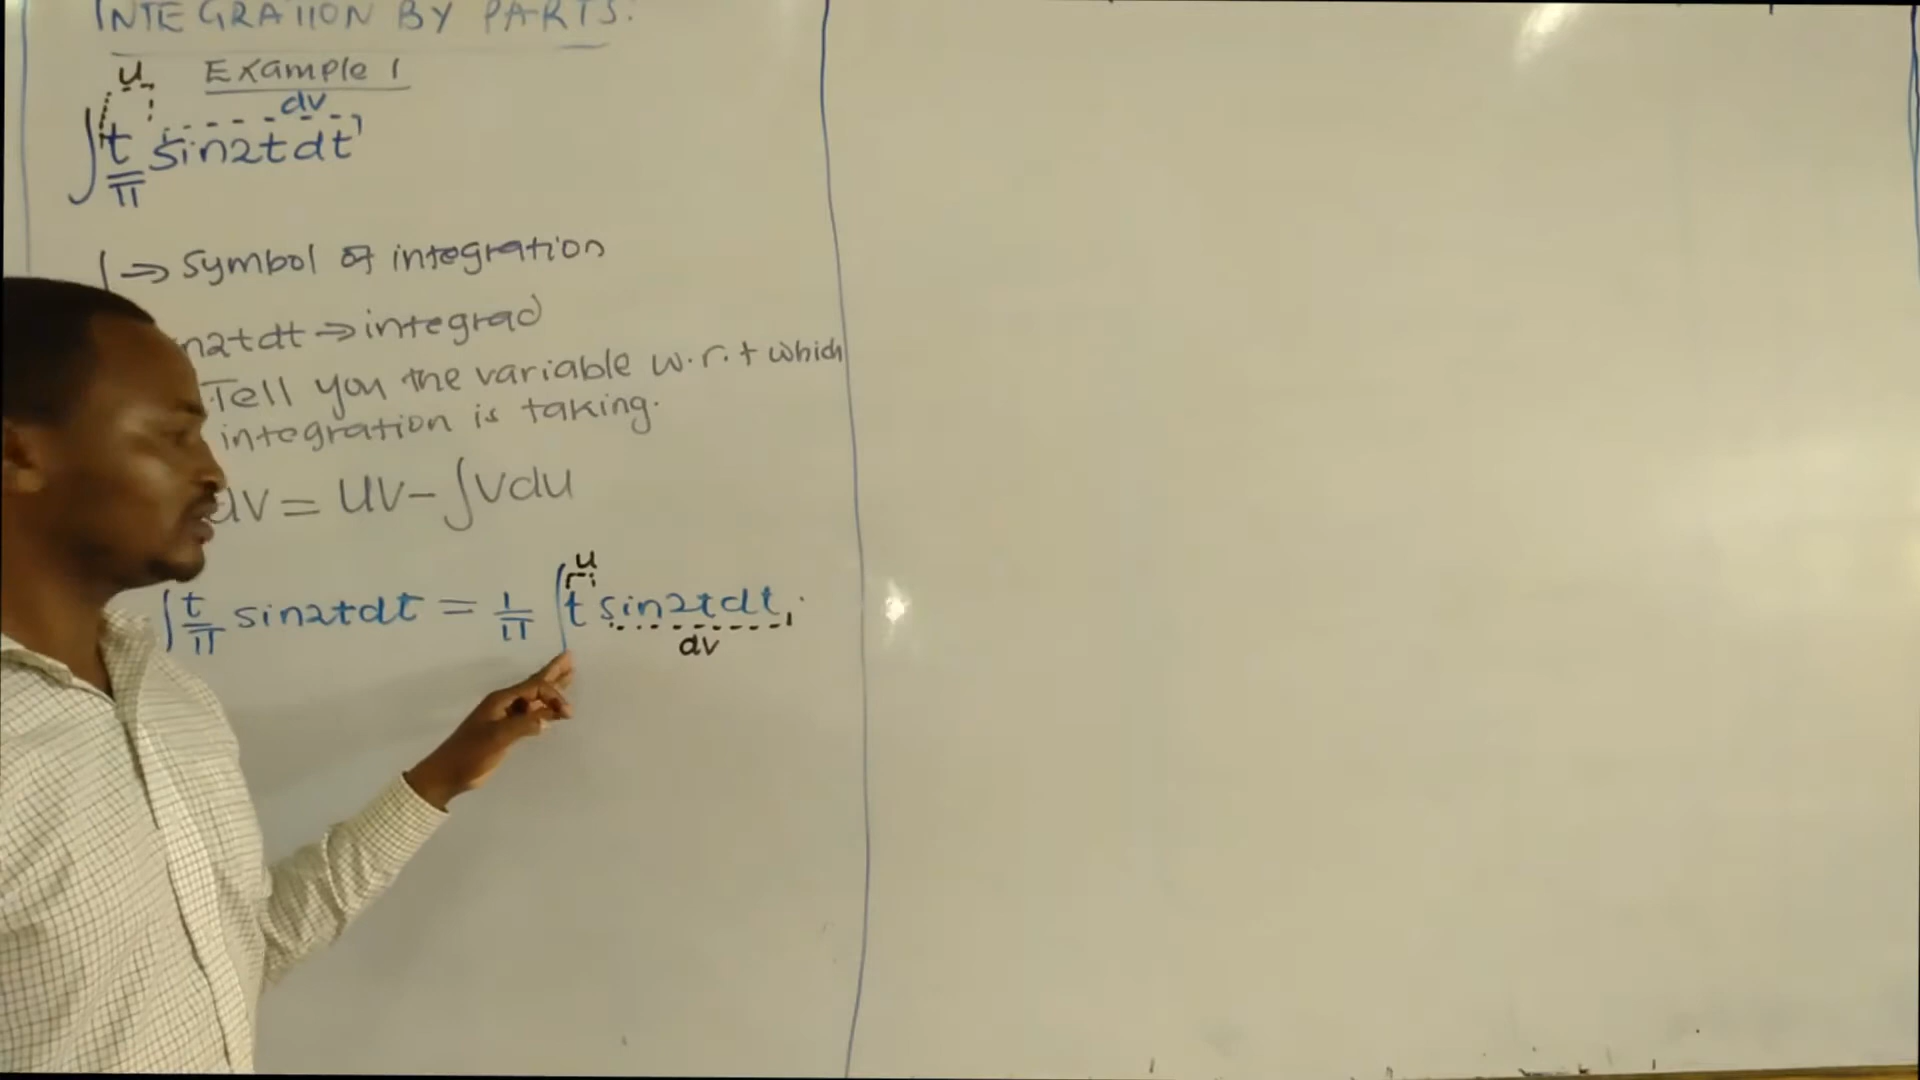 INTEGRATION BY PARTS.
Example 1
u
dv
∫ t/π sin2tdt
∫ → Symbol of integration
n2tdt → integrad
Tell you the variable w.r.t which
integration is taking.
dv = uv - ∫vdu
u
∫ t/π sin2tdt = 1/π ∫ t sin2tdt
dv